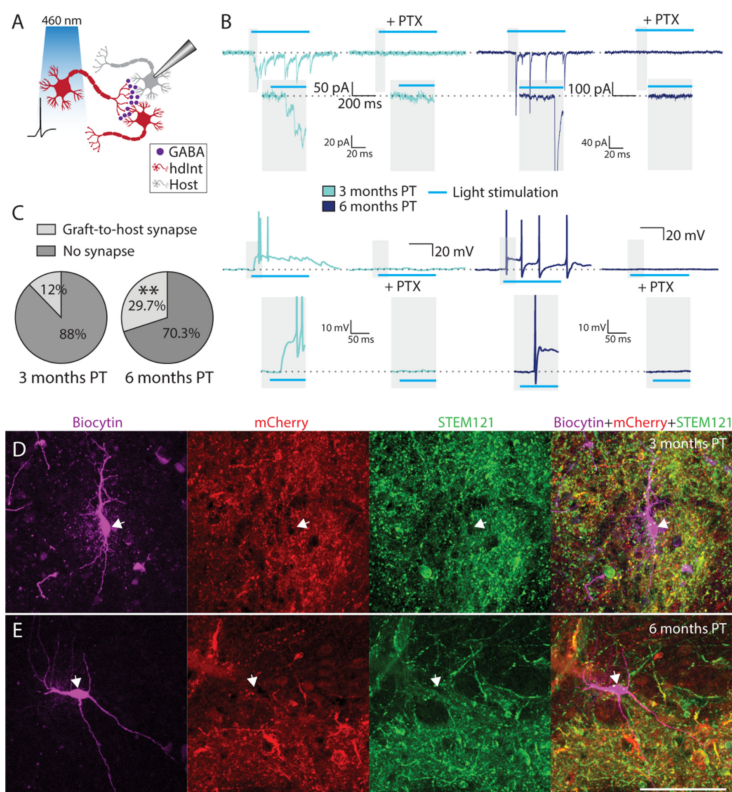 A
460 nm
GABA
hdInt
Host
B
+ PTX
+ PTX
50 pA
200 ms
100 pA
20 pA
20 ms
40 pA
20 ms
3 months PT
Light stimulation
6 months PT
20 mV
20 mV
+ PTX
+ PTX
10 mV
50 ms
10 mV
50 ms
C
Graft-to-host synapse
No synapse
12%
88%
**
29.7%
70.3%
3 months PT
6 months PT
Biocytin
mCherry
STEM121
Biocytin+mCherry+STEM121
D
3 months PT
E
6 months PT